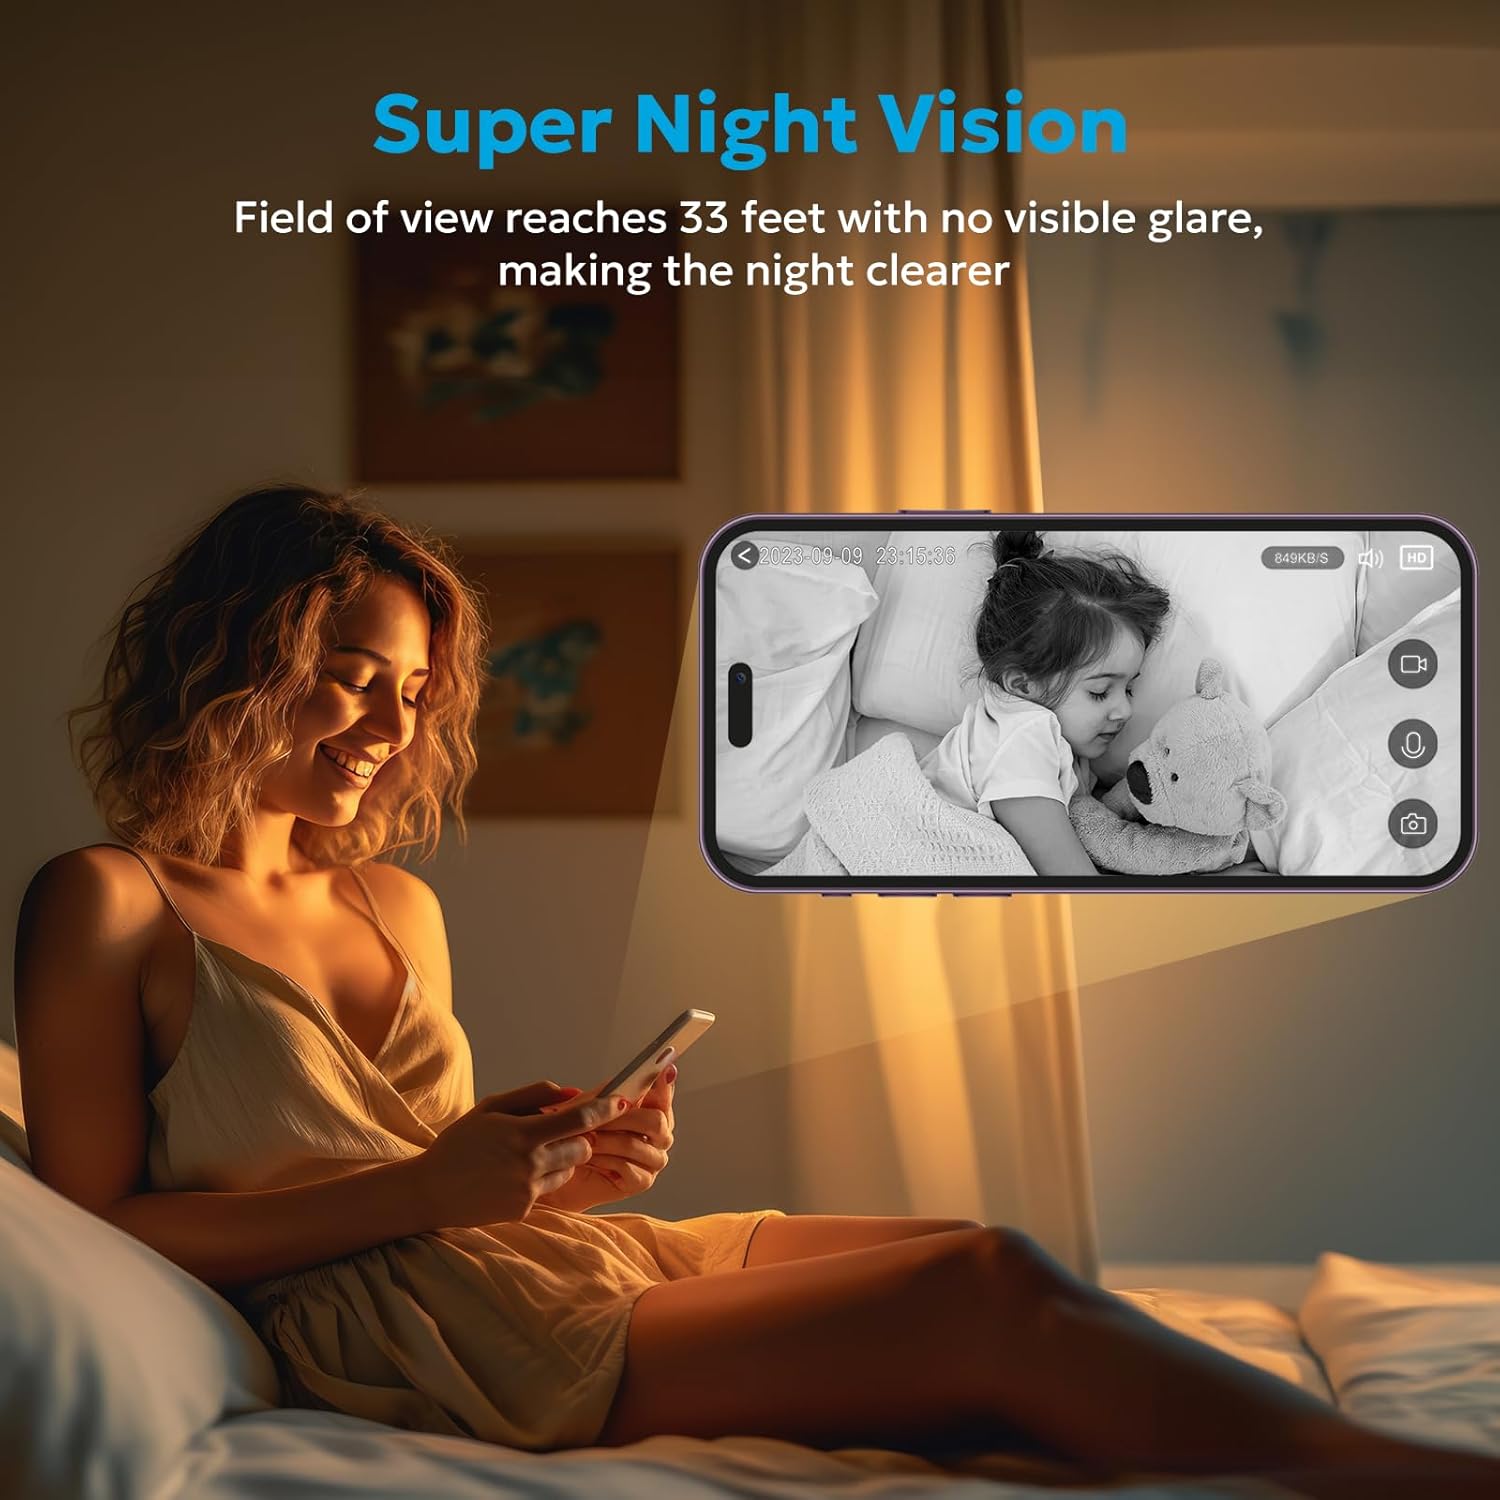 Super Night Vision
Field of view reaches 33 feet with no visible glare,
making the night clearer
2023-09-09 23:15:36
849KB/S
HD